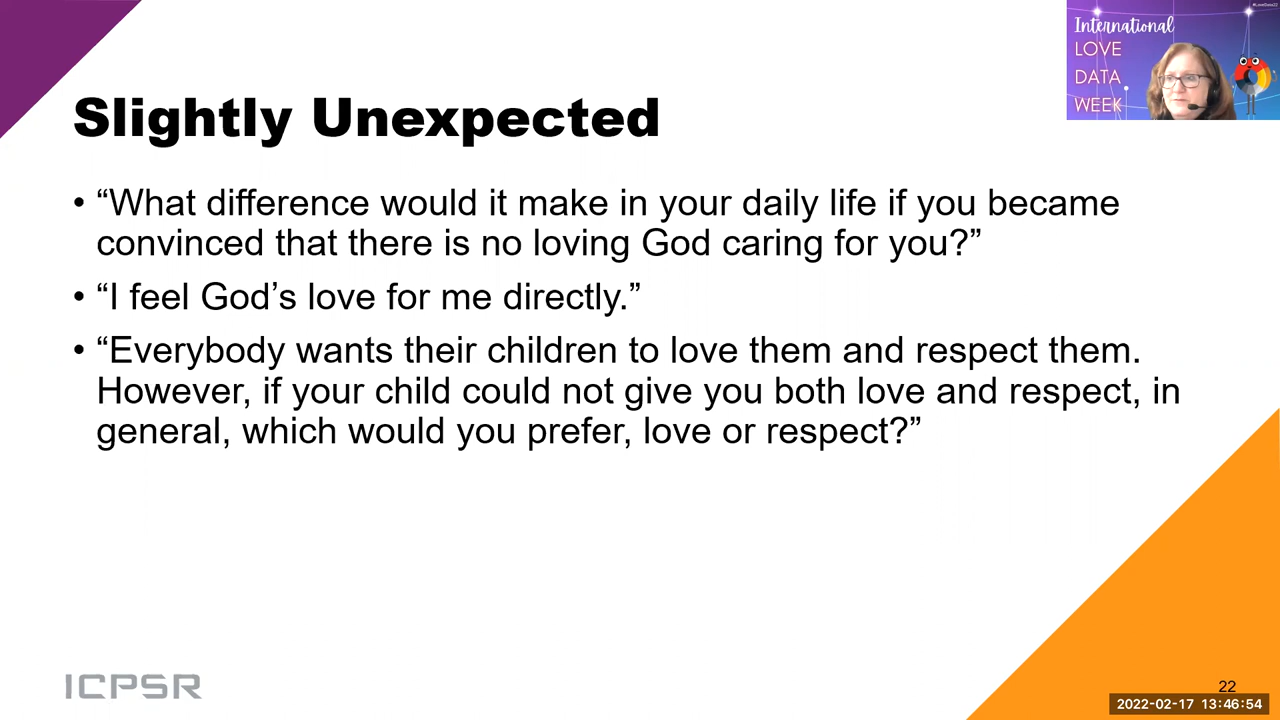 #LoveData22
International
LOVE
DATA
WEEK
Slightly Unexpected
• “What difference would it make in your daily life if you became
convinced that there is no loving God caring for you?”
• “I feel God’s love for me directly.”
• “Everybody wants their children to love them and respect them.
However, if your child could not give you both love and respect, in
general, which would you prefer, love or respect?”
ICPSR
22
2022-02-17 13:46:54